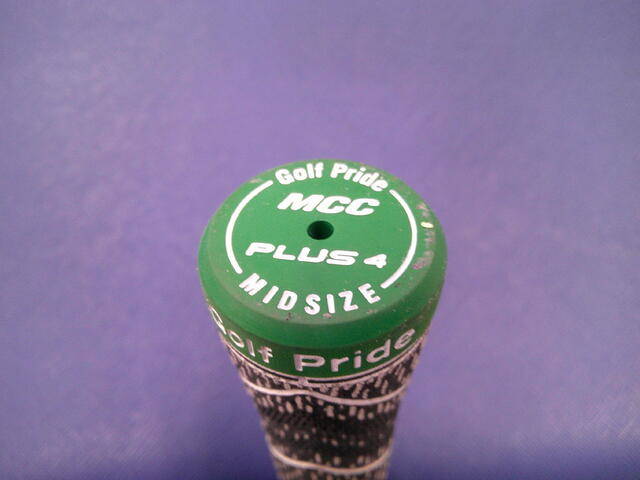 Golf Pride
MCC
PLUS 4
MIDSIZE
Golf Pride